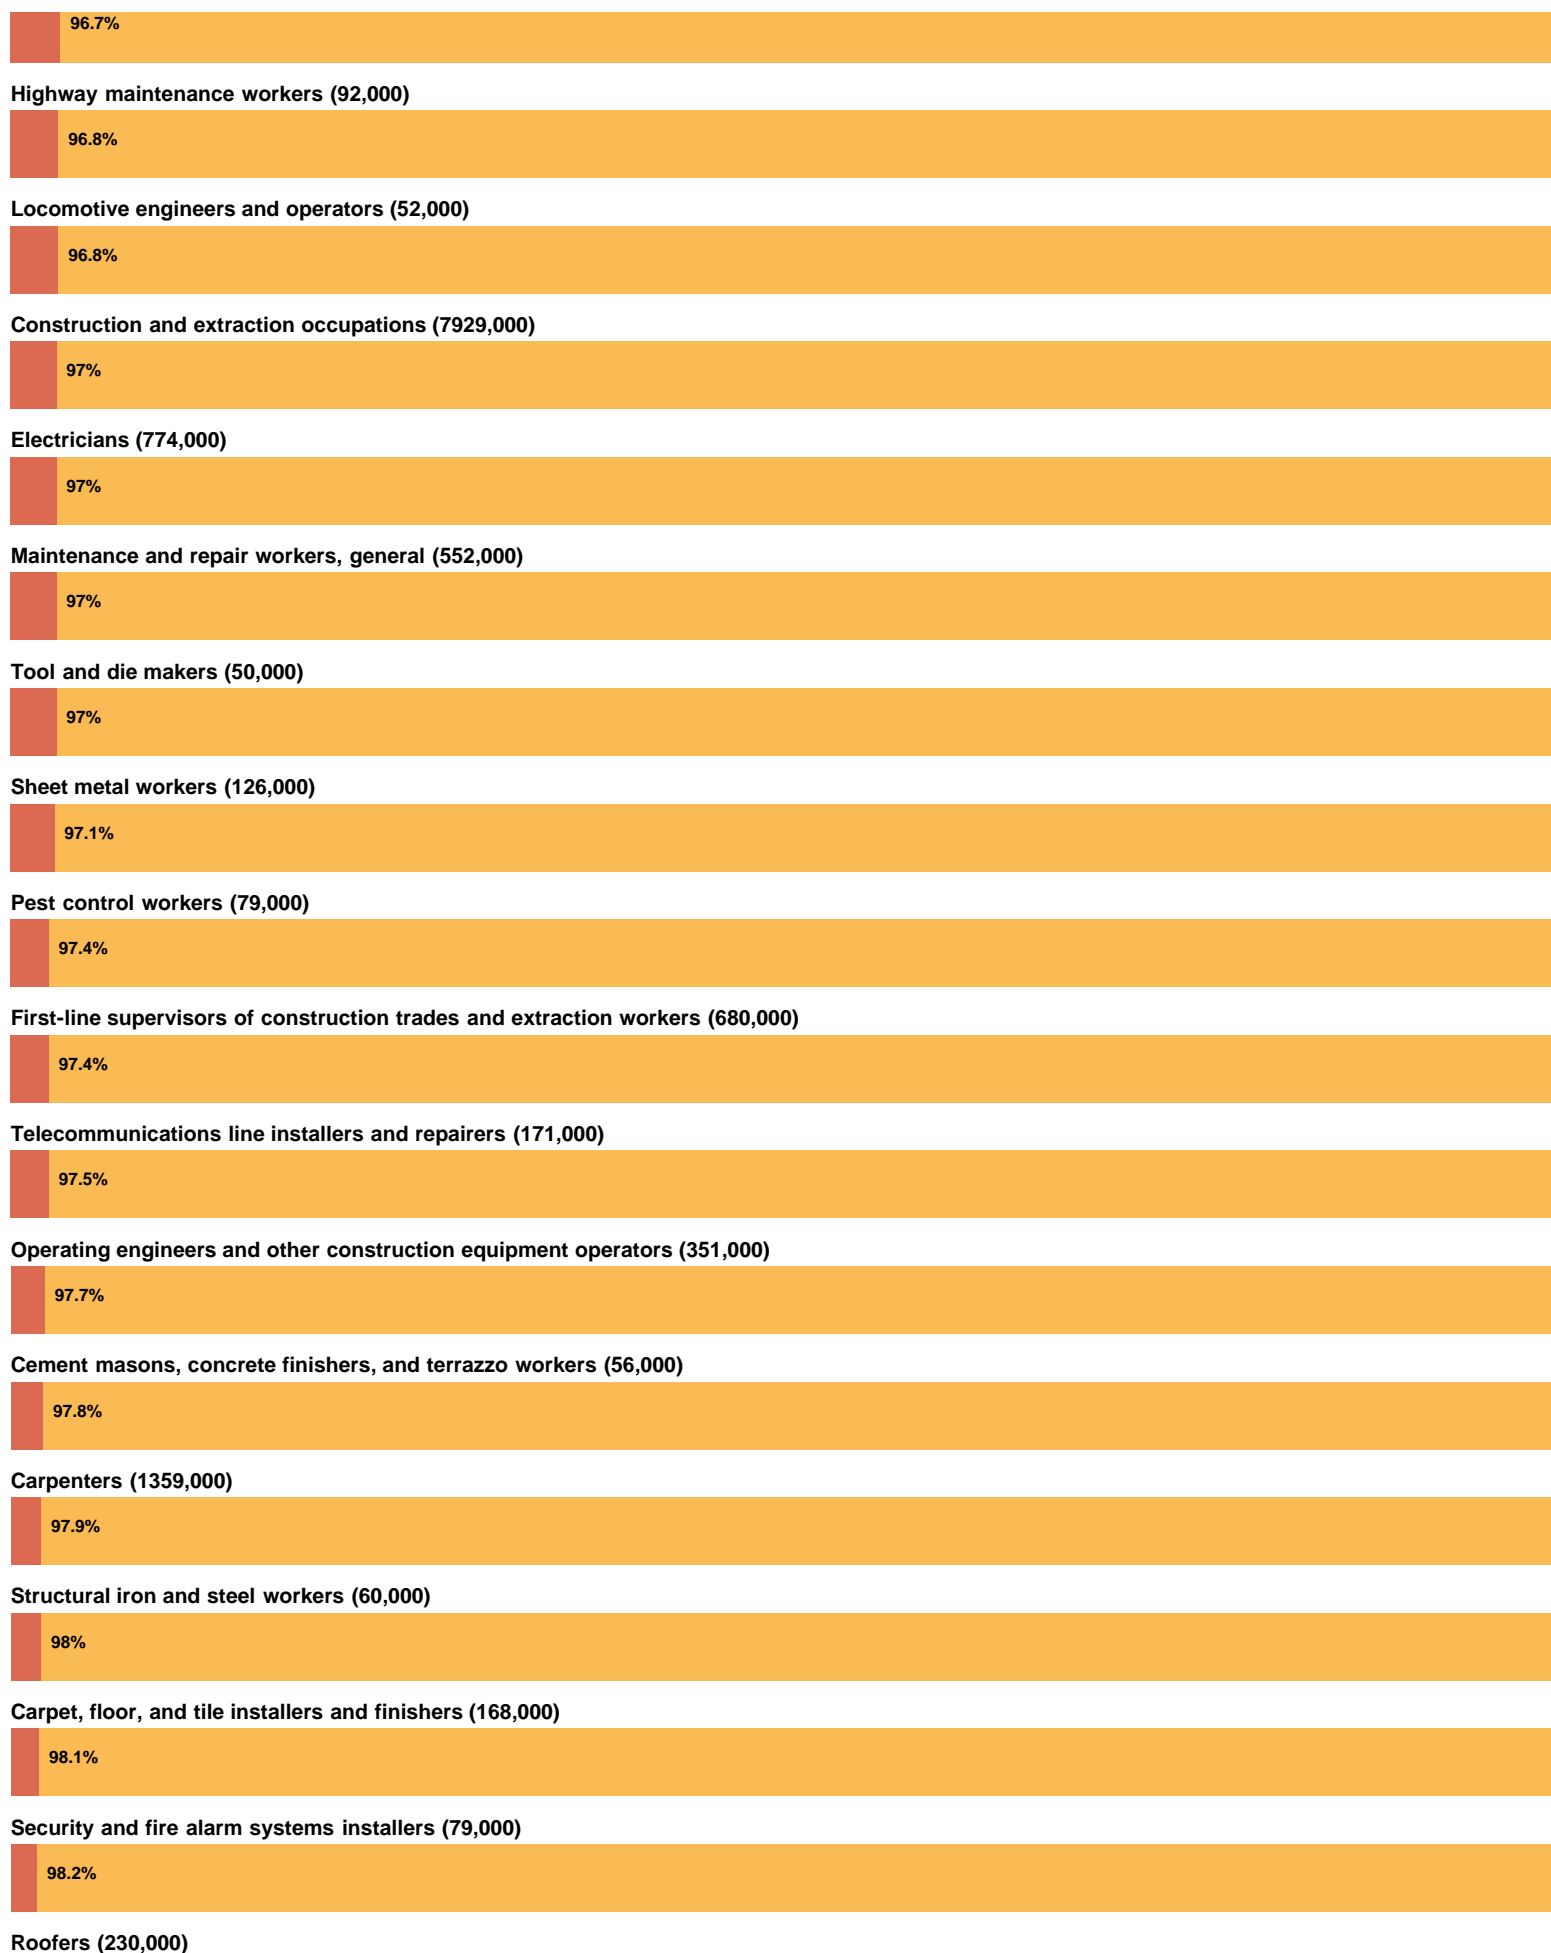 96.7%
Highway maintenance workers (92,000)
96.8%
Locomotive engineers and operators (52,000)
96.8%
Construction and extraction occupations (7929,000)
97%
Electricians (774,000)
97%
Maintenance and repair workers, general (552,000)
97%
Tool and die makers (50,000)
97%
Sheet metal workers (126,000)
97.1%
Pest control workers (79,000)
97.4%
First-line supervisors of construction trades and extraction workers (680,000)
97.4%
Telecommunications line installers and repairers (171,000)
97.5%
Operating engineers and other construction equipment operators (351,000)
97.7%
Cement masons, concrete finishers, and terrazzo workers (56,000)
97.8%
Carpenters (1359,000)
97.9%
Structural iron and steel workers (60,000)
98%
Carpet, floor, and tile installers and finishers (168,000)
98.1%
Security and fire alarm systems installers (79,000)
98.2%
Roofers (230,000)